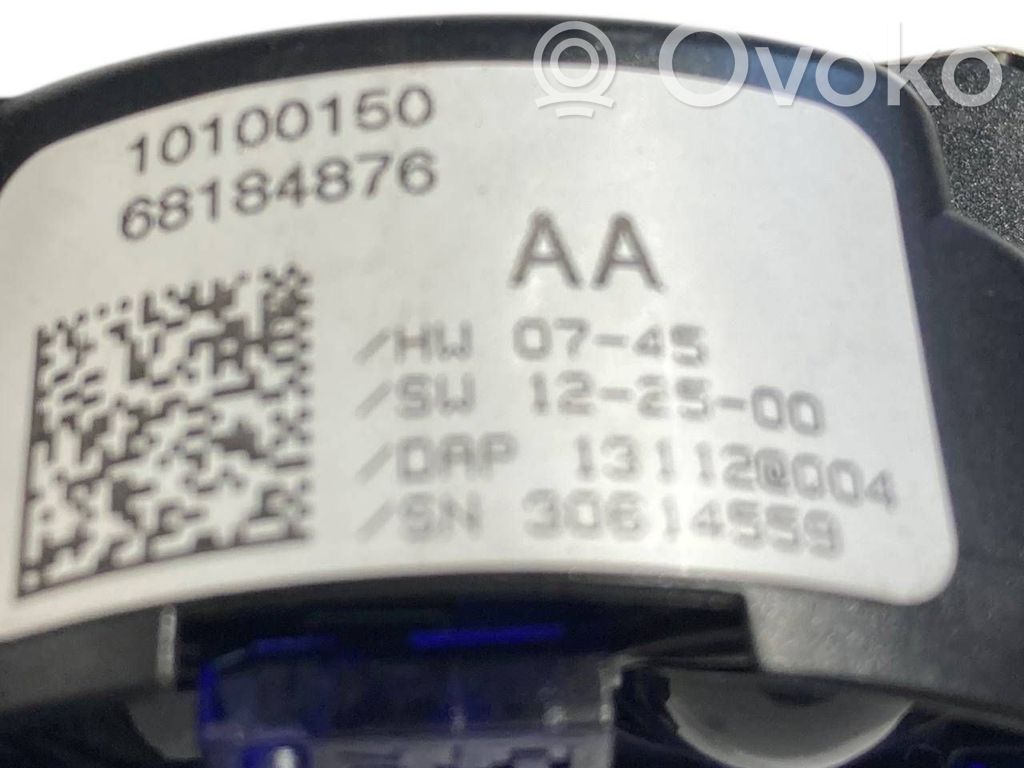 Ovoko
10100150
68184876
AA
/HW 07-45
/SW 12-25-00
/DAP 13112@004
/SN 30614559